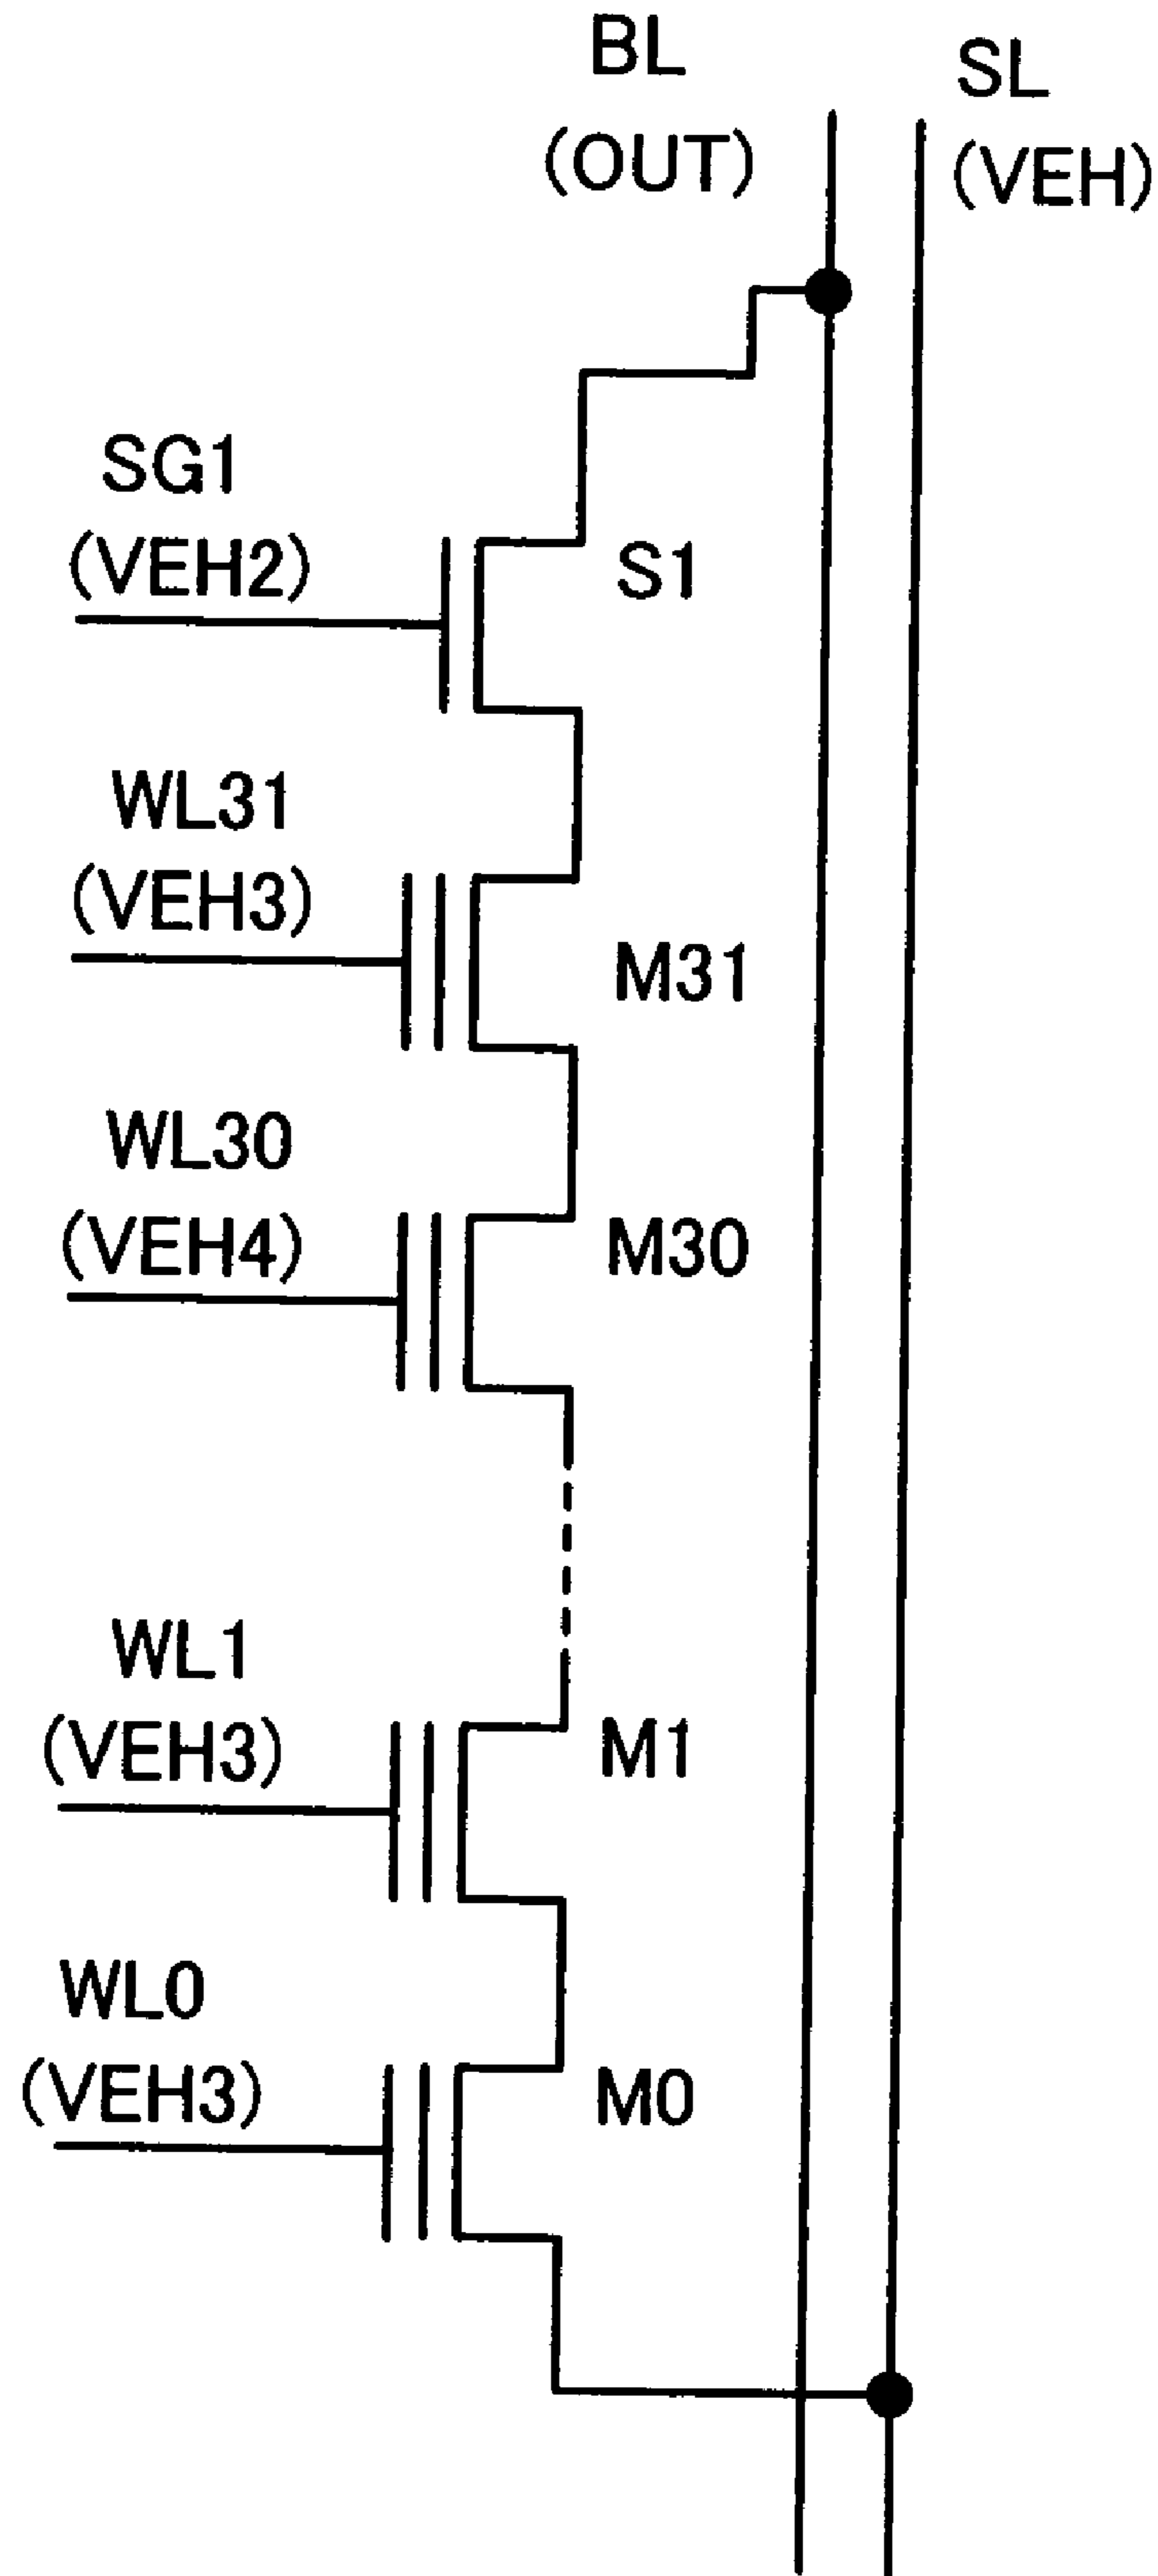 BL
(OUT)
SL
(VEH)
SG1
(VEH2)
S1
WL31
(VEH3)
M31
WL30
(VEH4)
M30
WL1
(VEH3)
M1
WL0
(VEH3)
M0